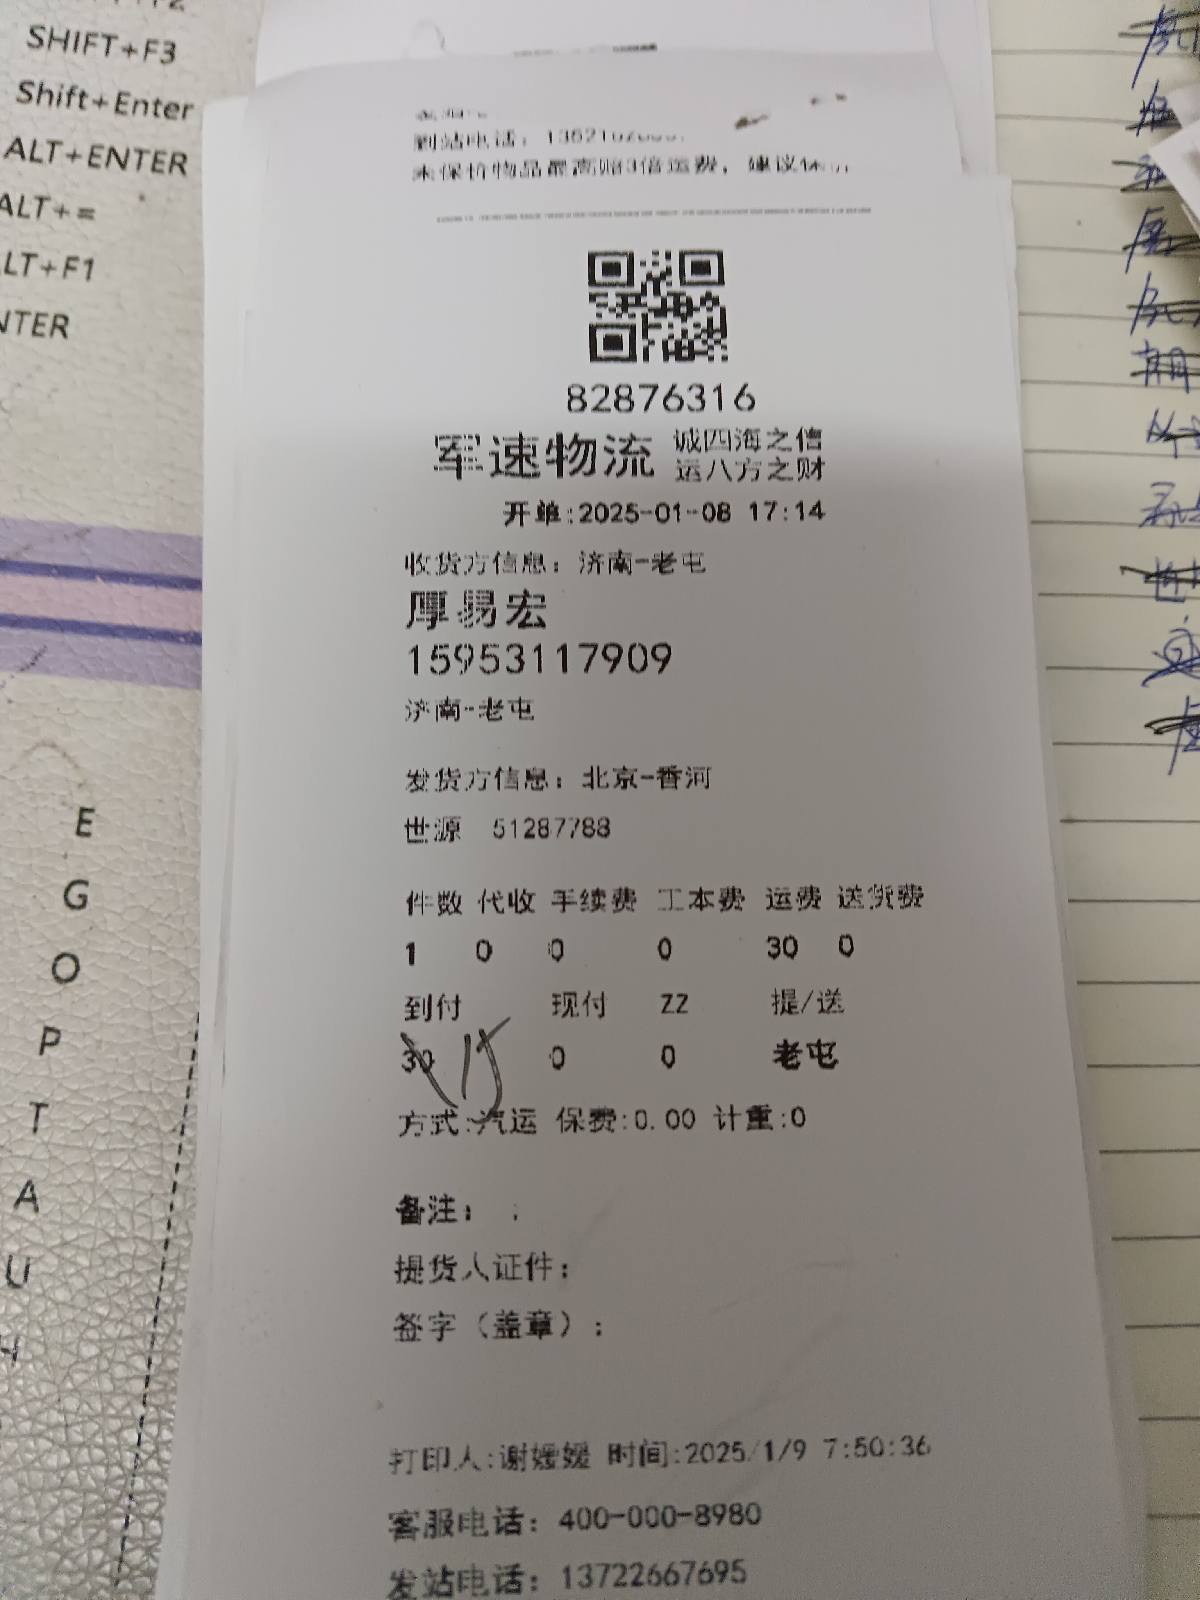 SHIFT+F3
Shift+Enter
ALT+ENTER
ALT+=
LT+F1
NTER
E
G
O
P
T
A
U
H
到站电话：
未保价物品最高赔3倍运费，建议保
82876316
军速物流 诚四海之信
运八方之财
开单:2025-01-08 17:14
收货方信息：济南-老屯
厚易宏
15953117909
济南-老屯
发货方信息：北京-香河
世源 51287788
件数 代收 手续费 工本费 运费 送货费
1 0 0 0 30 0
到付 现付 ZZ 提/送
30 15 0 0 老屯
方式:汽运 保费:0.00 计重:0
备注： :
提货人证件：
签字（盖章）：
打印人:谢媛媛 时间:2025/1/9 7:50:36
客服电话：400-000-8980
发站电话：13722667695